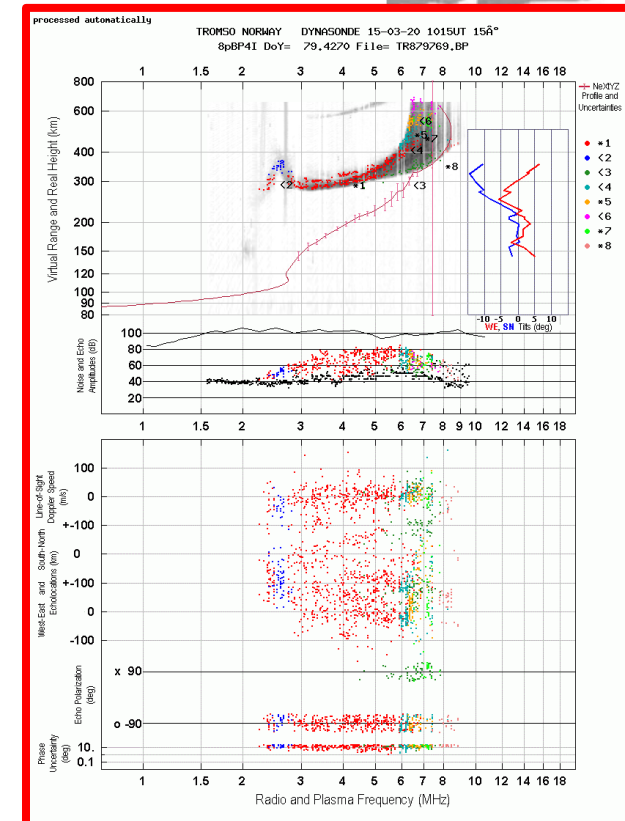 processed automatically
TROMSO NORWAY DYNASONDE 15-03-20 1015UT 15Â°
8pBP4I DoY= 79.4270 File= TR879769.BP
1 1.5 2 3 4 5 6 7 8 10 12 14 16 18
NeXtYZ
Profile and
Uncertainties
Virtual Range and Real Height (km)
800
600
400
300
200
150
120
100
90
80
<2
*1
<3
<4
*5
<6
*7
*8
*1
*2
*3
*4
*5
*6
*7
*8
-10 -5 0 5 10
WE, SN Tilts (deg)
Noise and Echo
Amplitudes (dB)
100
80
60
40
20
1 1.5 2 3 4 5 6 7 8 10 12 14 16 18
Line-of-Sight
Doppler Speed
(m/s)
100
0
+-100
South-North
West-East and
Echolocations (km)
0
+-100
0
-100
Echo Polarization
(deg)
x 90
o -90
Phase
Uncertainty
(deg)
10.
0.1
1 1.5 2 3 4 5 6 7 8 10 12 14 16 18
Radio and Plasma Frequency (MHz)